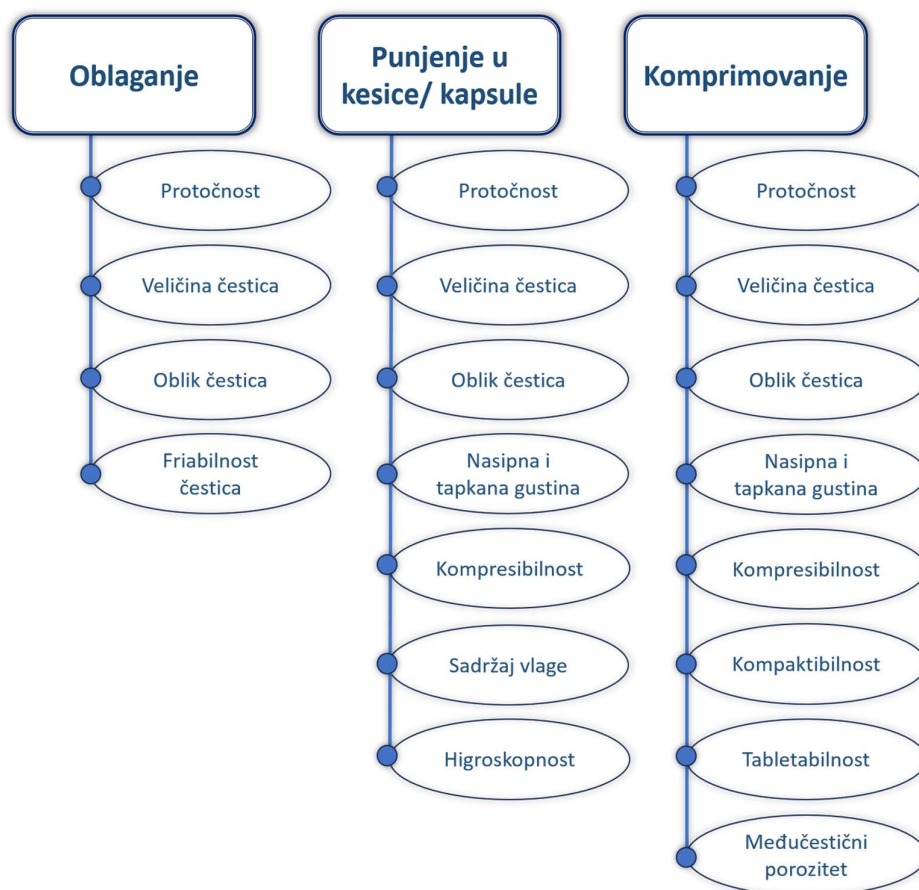 Oblaganje
Protočnost
Veličina čestica
Oblik čestica
Friabilnost
čestica
Punjenje u
kesice/ kapsule
Protočnost
Veličina čestica
Oblik čestica
Nasipna i
tapkana gustina
Kompresibilnost
Sadržaj vlage
Higroskopnost
Komprimovanje
Protočnost
Veličina čestica
Oblik čestica
Nasipna i
tapkana gustina
Kompresibilnost
Kompaktibilnost
Tabletabilnost
Međučestični
porozitet